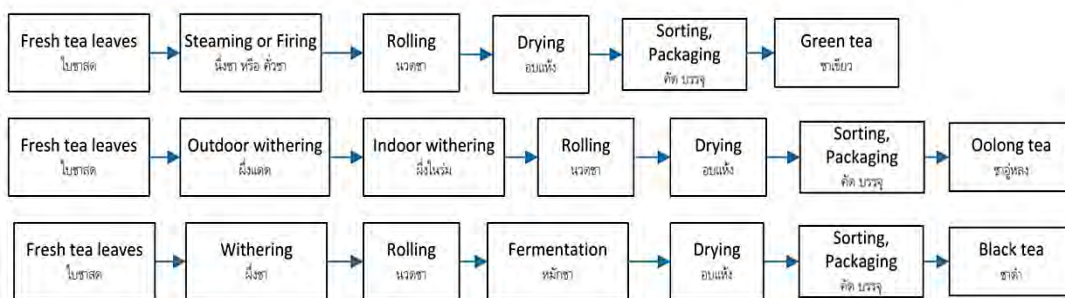 Fresh tea leaves
ใบชาสด
Steaming or Firing
นึ่งชา หรือ คั่วชา
Rolling
นวดชา
Drying
อบแห้ง
Sorting,
Packaging
คัด บรรจุ
Green tea
ชาเขียว
Fresh tea leaves
ใบชาสด
Outdoor withering
ผึ่งแดด
Indoor withering
ผึ่งในร่ม
Rolling
นวดชา
Drying
อบแห้ง
Sorting,
Packaging
คัด บรรจุ
Oolong tea
ชาอู่หลง
Fresh tea leaves
ใบชาสด
Withering
ผึ่งชา
Rolling
นวดชา
Fermentation
หมักชา
Drying
อบแห้ง
Sorting,
Packaging
คัด บรรจุ
Black tea
ชาดำ